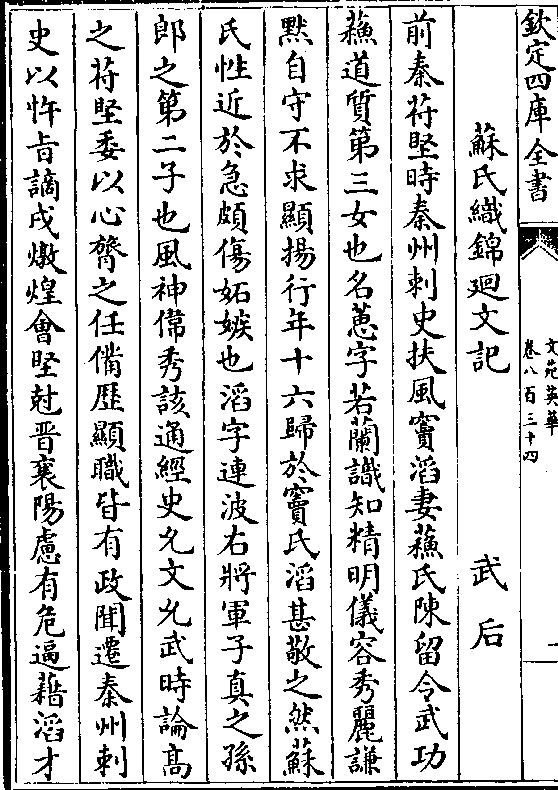 欽定四庫全書
文苑英華
卷八百三十四
一
蘇氏織錦迴文記
武后
前秦苻堅時秦州刺史扶風竇滔妻蘓氏陳留令武功
蘓道質第三女也名蕙字若蘭識知精明儀容秀麗謙
黙自守不求顯揚行年十六歸於竇氏滔甚敬之然蘇
氏性近於急頗傷妬嫉也滔字連波右將軍子真之孫
郎之第二子也風神偉秀該通經史允文允武時論髙
之苻堅委以心膂之任備歴顯職皆有政聞遷秦州刺
史以忤㫖謫戍燉煌會堅尅晋襄陽慮有危逼藉滔才